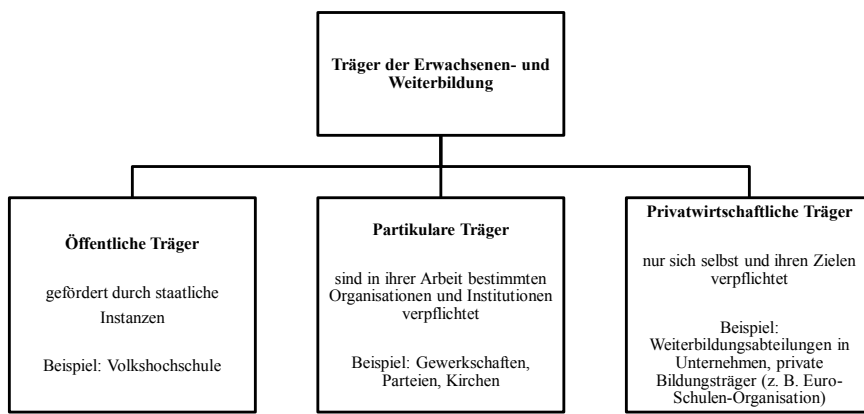 Träger der Erwachsenen- und
Weiterbildung
Öffentliche Träger
gefördert durch staatliche
Instanzen
Beispiel: Volkshochschule
Partikulare Träger
sind in ihrer Arbeit bestimmten
Organisationen und Institutionen
verpflichtet
Beispiel: Gewerkschaften,
Parteien, Kirchen
Privatwirtschaftliche Träger
nur sich selbst und ihren Zielen
verpflichtet
Beispiel:
Weiterbildungsabteilungen in
Unternehmen, private
Bildungsträger (z. B. Euro-
Schulen-Organisation)